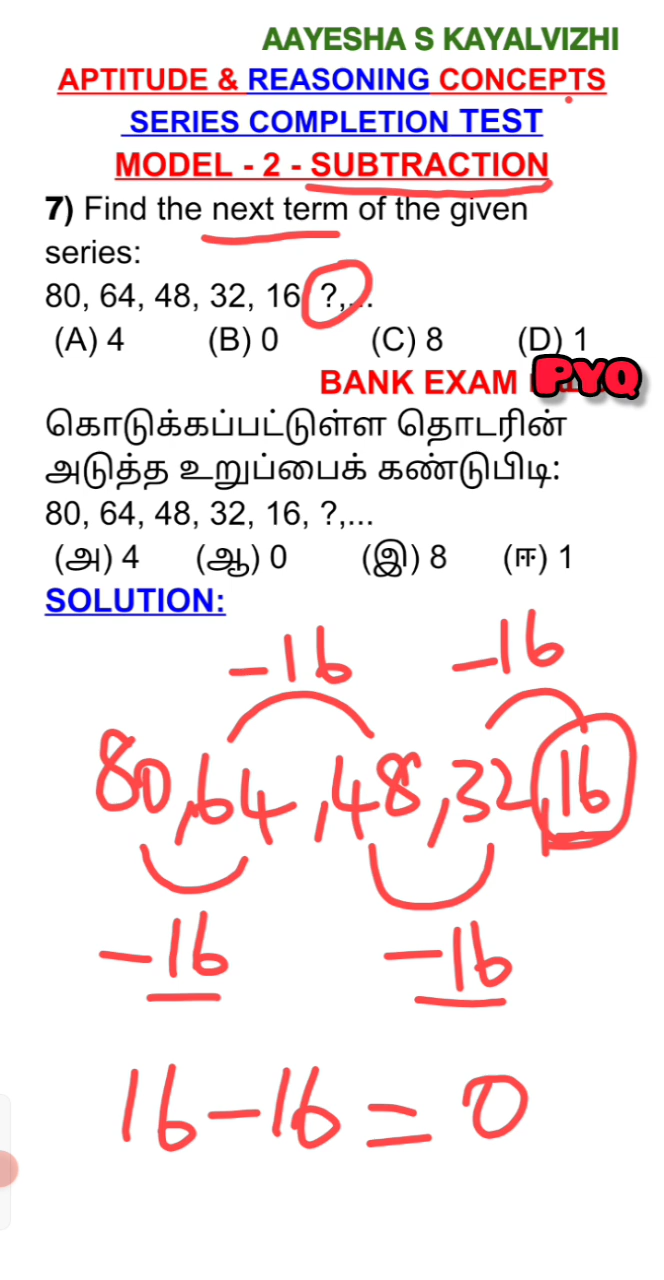 AAYESHA S KAYALVIZHI
APTITUDE & REASONING CONCEPTS
SERIES COMPLETION TEST
MODEL - 2 - SUBTRACTION
7) Find the next term of the given
series:
80, 64, 48, 32, 16, ?,...
(A) 4 (B) 0 (C) 8 (D) 1
BANK EXAM PYQ
கொடுக்கப்பட்டுள்ள தொடரின்
அடுத்த உறுப்பைக் கண்டுபிடி:
80, 64, 48, 32, 16, ?,...
(அ) 4 (ஆ) 0 (இ) 8 (ஈ) 1
SOLUTION:
-16 -16
80, 64, 48, 32, 16
-16 -16
16-16=0